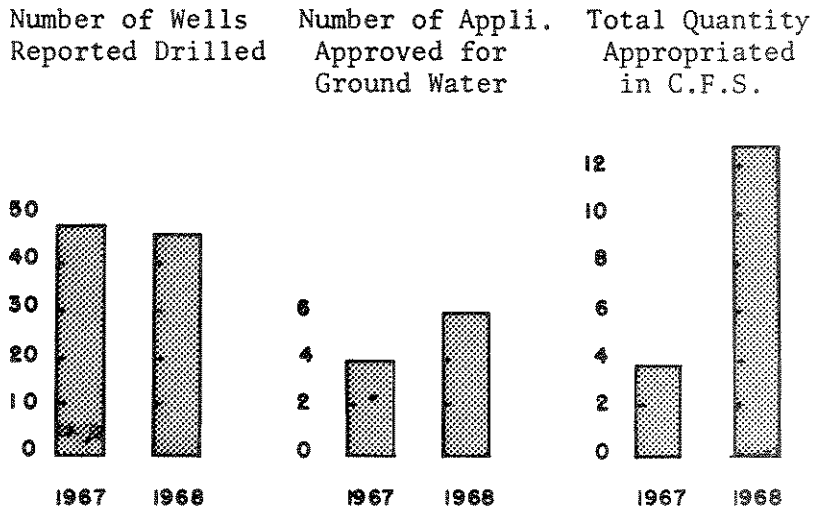 Number of Wells
Reported Drilled
Number of Appli.
Approved for
Ground Water
Total Quantity
Appropriated
in C.F.S.
50
40
30
20
10
0
1967 1968
6
4
2
0
1967 1968
12
10
8
6
4
2
0
1967 1968